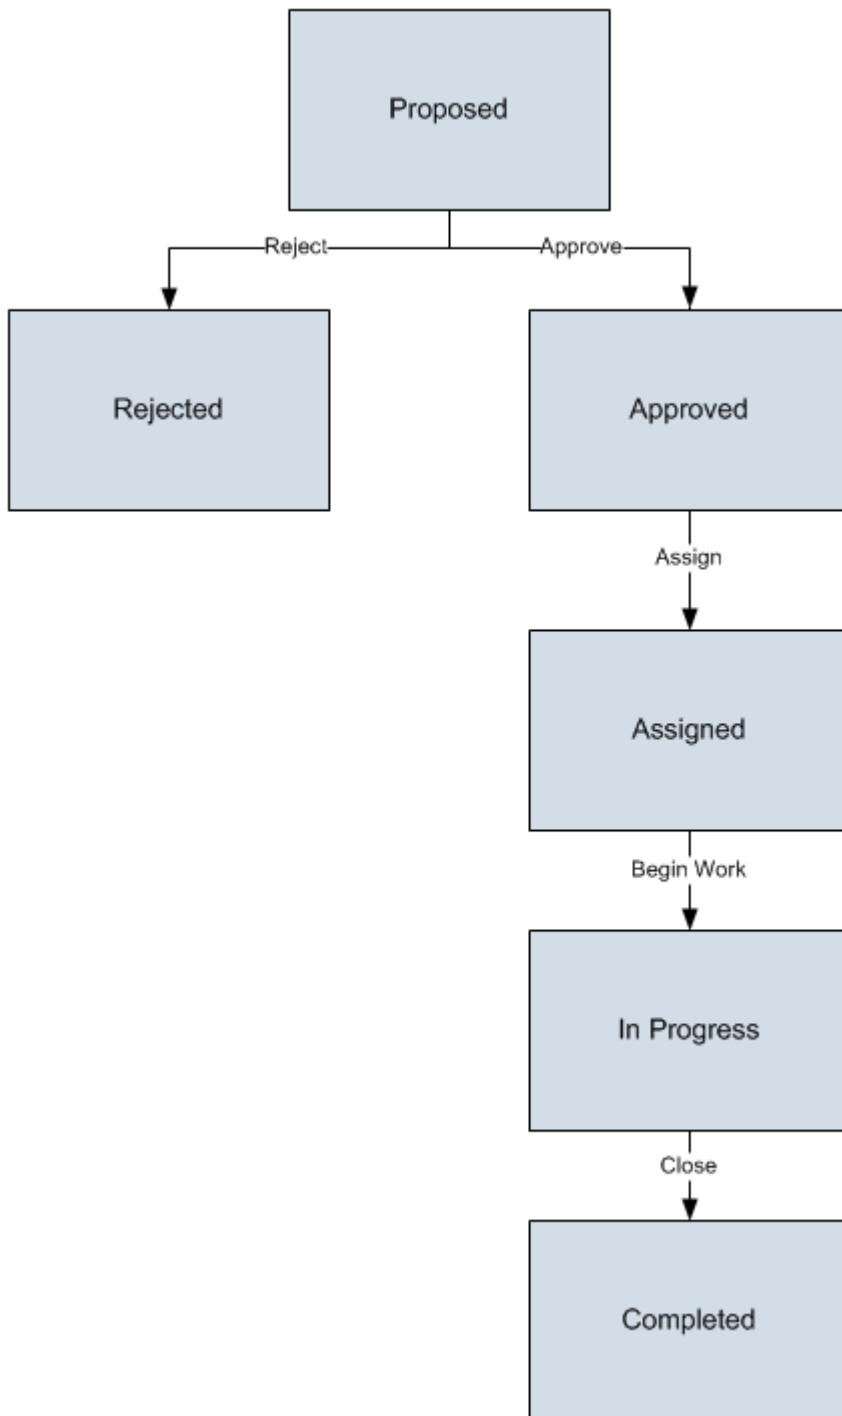 Proposed
Reject
Approve
Rejected
Approved
Assign
Assigned
Begin Work
In Progress
Close
Completed